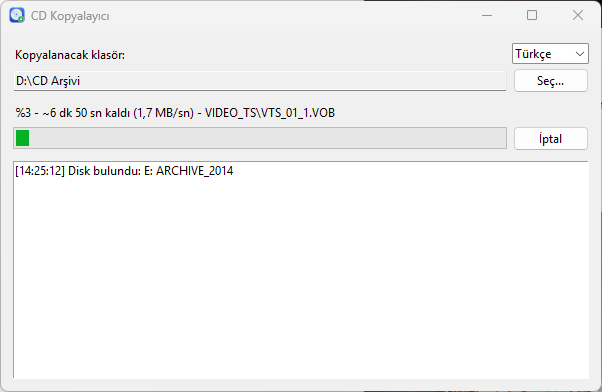 CD Kopyalayıcı
Kopyalanacak klasör:
Türkçe
D:\CD Arşivi
Seç...
%3 - ~6 dk 50 sn kaldı (1,7 MB/sn) - VIDEO_TS\VTS_01_1.VOB
İptal
[14:25:12] Disk bulundu: E: ARCHIVE_2014